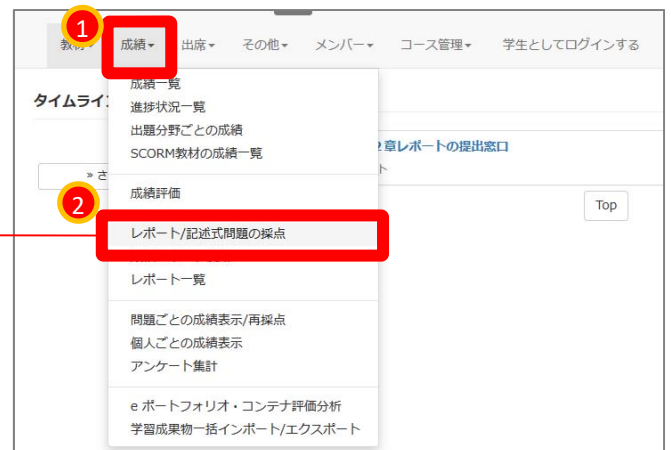 1
成績▾ 出席▾ その他▾ メンバー▾ コース管理▾ 学生としてログインする
成績一覧
タイムライ
進捗状況一覧
出題分野ごとの成績
章レポートの提出窓口
SCORM教材の成績一覧
» さ
ト
成績評価
2
Top
レポート/記述式問題の採点
レポート一覧
問題ごとの成績表示/再採点
個人ごとの成績表示
アンケート集計
e ポートフォリオ・コンテナ評価分析
学習成果物一括インポート/エクスポート